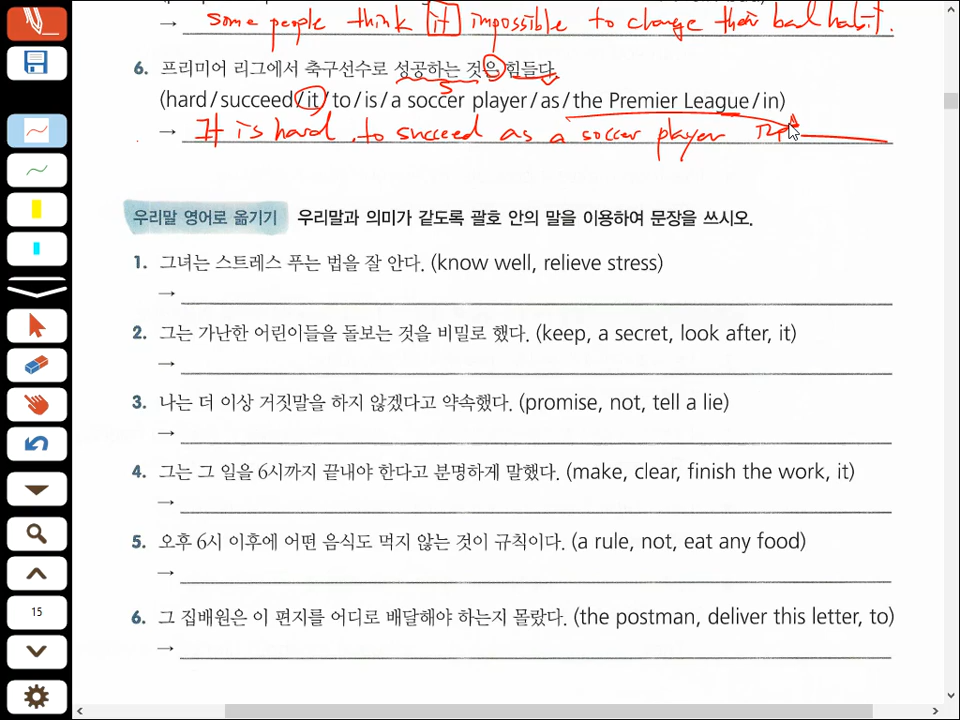 → Some people think it impossible to change their bad habit.
6. 프리미어 리그에서 축구선수로 성공하는 것은 힘들다.
(hard/succeed/it/to/is/a soccer player/as/the Premier League/in)
→ It is hard to succeed as a soccer player
우리말 영어로 옮기기 우리말과 의미가 같도록 괄호 안의 말을 이용하여 문장을 쓰시오.
1. 그녀는 스트레스 푸는 법을 잘 안다. (know well, relieve stress)
→
2. 그는 가난한 어린이들을 돌보는 것을 비밀로 했다. (keep, a secret, look after, it)
→
3. 나는 더 이상 거짓말을 하지 않겠다고 약속했다. (promise, not, tell a lie)
→
4. 그는 그 일을 6시까지 끝내야 한다고 분명하게 말했다. (make, clear, finish the work, it)
→
5. 오후 6시 이후에 어떤 음식도 먹지 않는 것이 규칙이다. (a rule, not, eat any food)
→
6. 그 집배원은 이 편지를 어디로 배달해야 하는지 몰랐다. (the postman, deliver this letter, to)
→
15